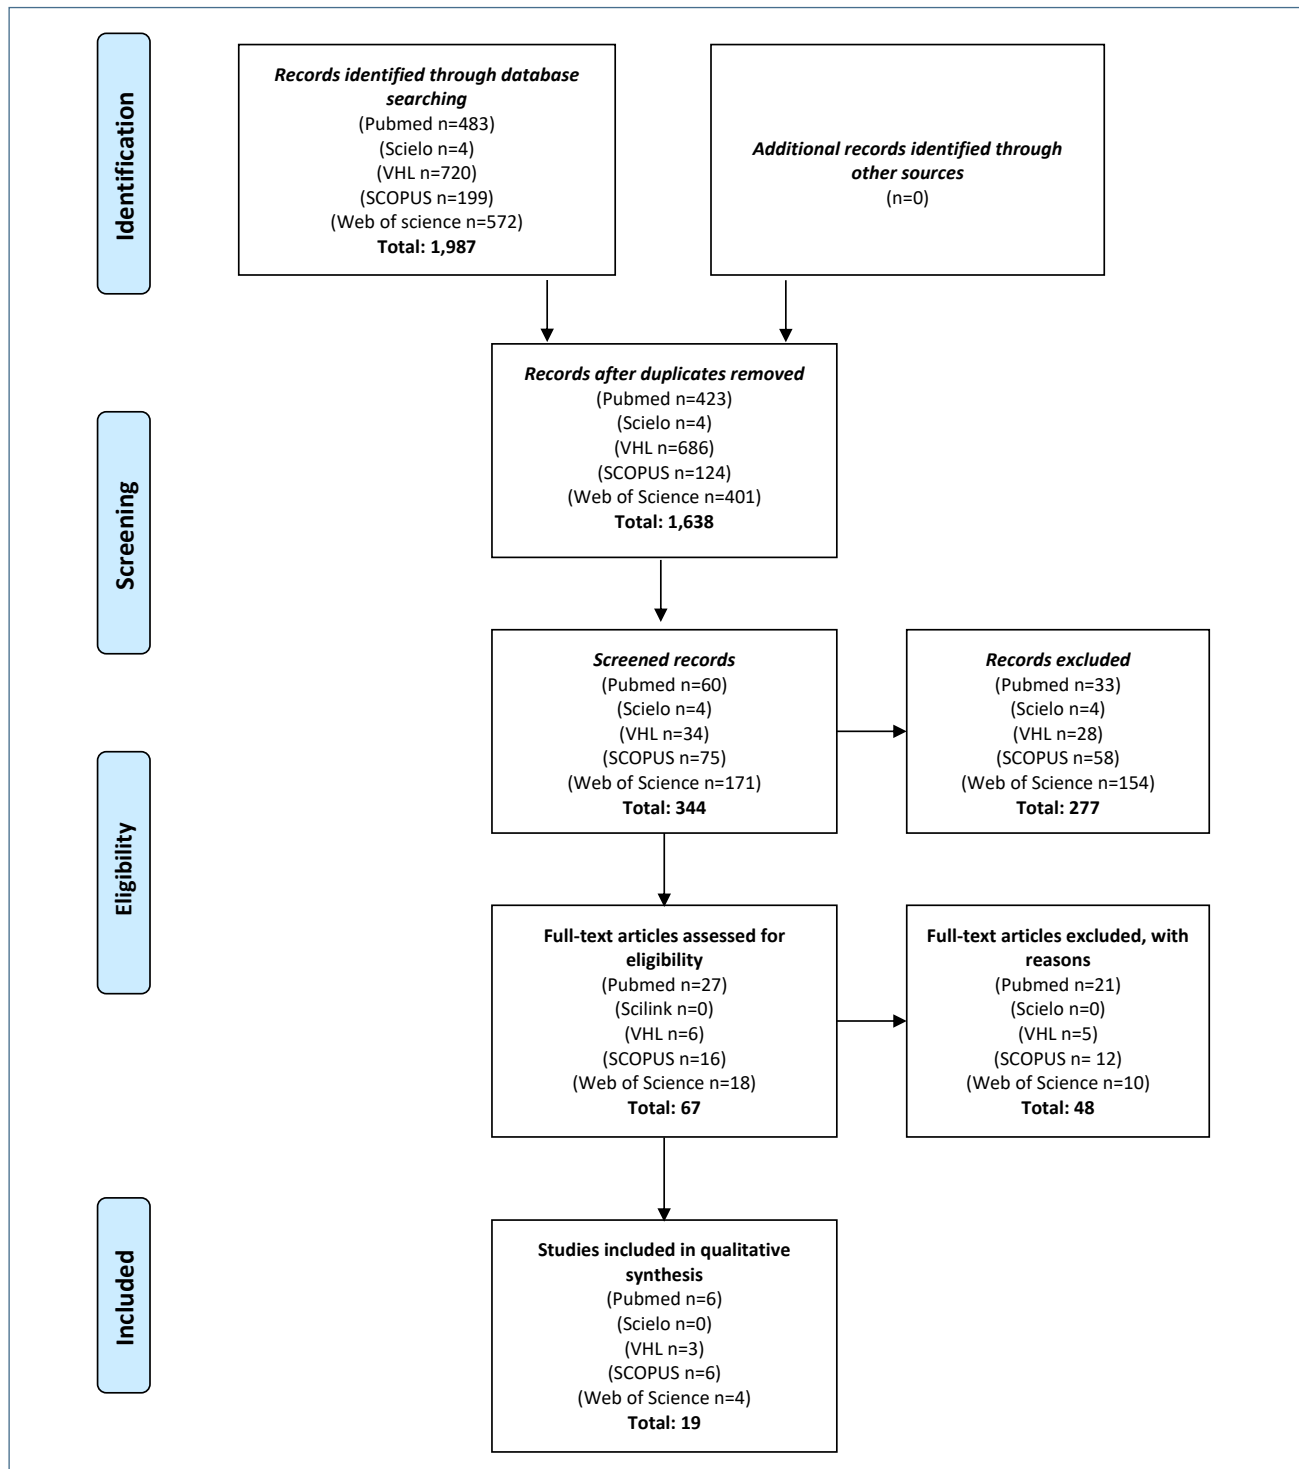 Identification
Records identified through database
searching
(Pubmed n=483)
(Scielo n=4)
(VHL n=720)
(SCOPUS n=199)
(Web of science n=572)
Total: 1,987
Additional records identified through
other sources
(n=0)
Screening
Records after duplicates removed
(Pubmed n=423)
(Scielo n=4)
(VHL n=686)
(SCOPUS n=124)
(Web of Science n=401)
Total: 1,638
Screened records
(Pubmed n=60)
(Scielo n=4)
(VHL n=34)
(SCOPUS n=75)
(Web of Science n=171)
Total: 344
Records excluded
(Pubmed n=33)
(Scielo n=4)
(VHL n=28)
(SCOPUS n=58)
(Web of Science n=154)
Total: 277
Eligibility
Full-text articles assessed for
eligibility
(Pubmed n=27)
(Scilink n=0)
(VHL n=6)
(SCOPUS n=16)
(Web of Science n=18)
Total: 67
Full-text articles excluded, with
reasons
(Pubmed n=21)
(Scielo n=0)
(VHL n=5)
(SCOPUS n= 12)
(Web of Science n=10)
Total: 48
Included
Studies included in qualitative
synthesis
(Pubmed n=6)
(Scielo n=0)
(VHL n=3)
(SCOPUS n=6)
(Web of Science n=4)
Total: 19